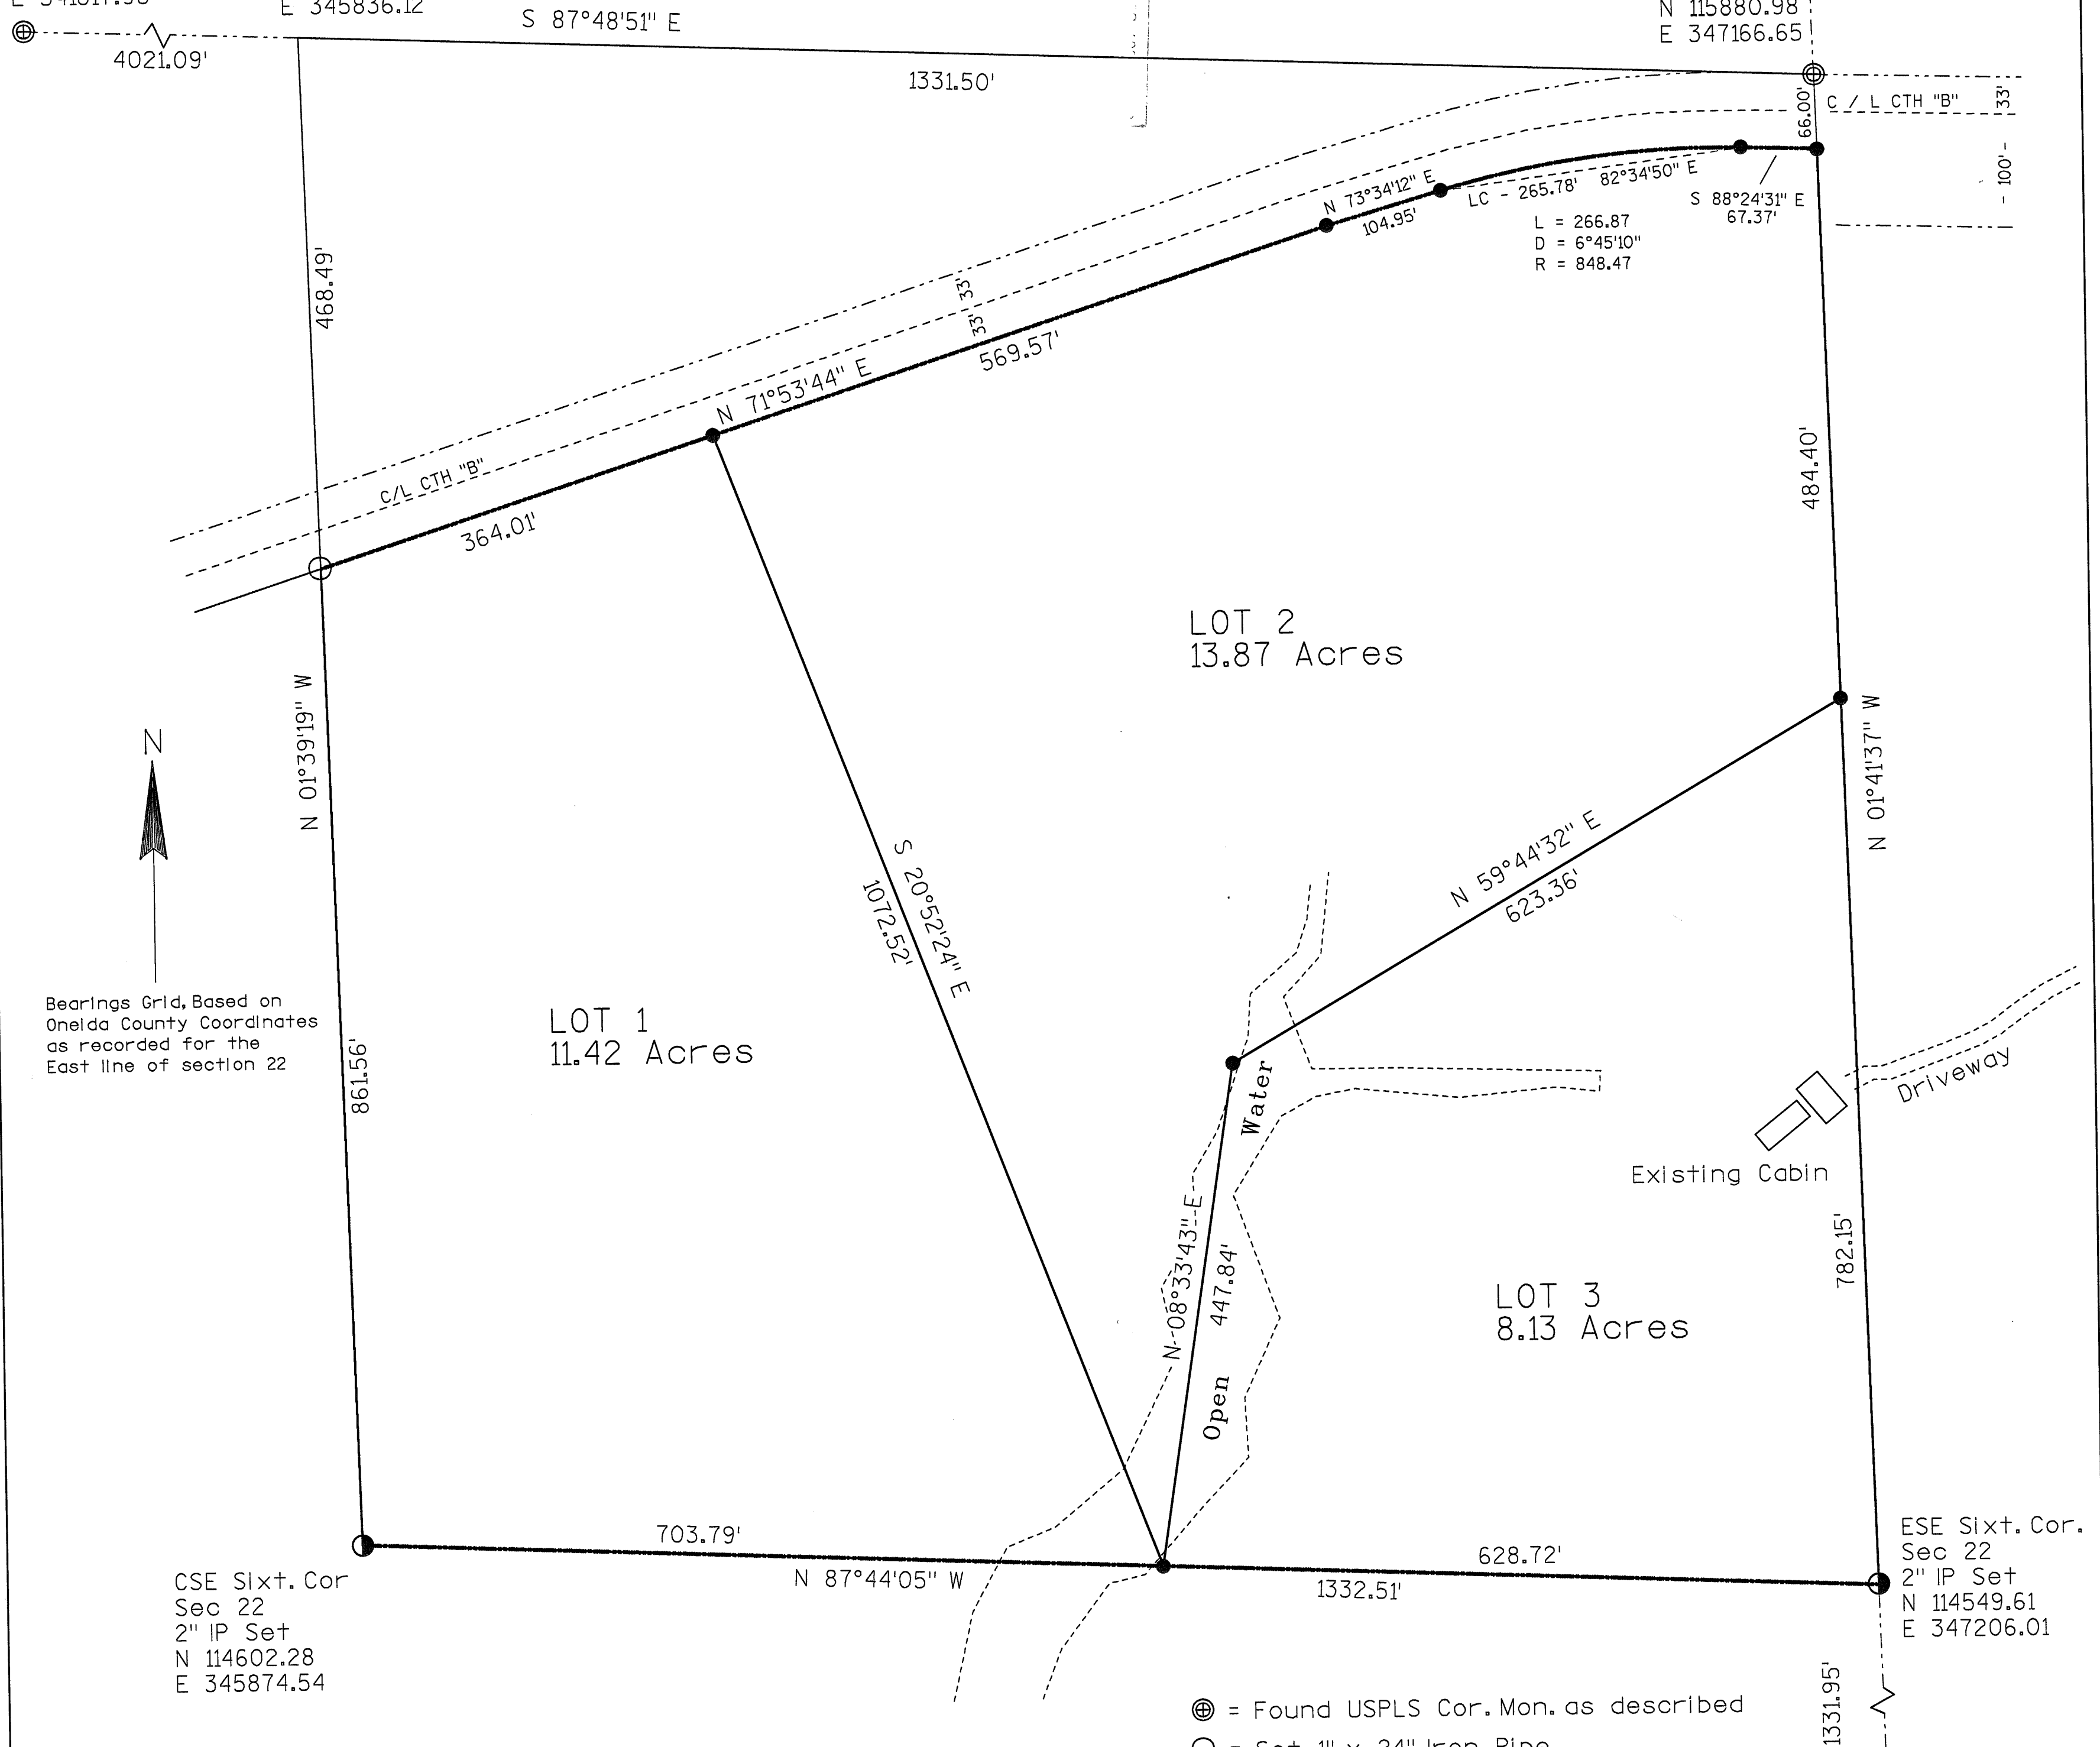 E 345836.12
S 87°48'51" E
N 115880.98
E 347166.65
4021.09'
1331.50'
66.00'
C / L CTH "B"
33'
- 100' -
N 73°34'12" E
104.95'
LC - 265.78' 82°34'50" E
S 88°24'31" E
67.37'
L = 266.87
D = 6°45'10"
R = 848.47
468.49'
33'
33'
569.57'
N 71°53'44" E
C/L CTH "B"
364.01'
484.40'
LOT 2
13.87 Acres
N 01°39'19" W
N 01°41'37" W
N
S 20°52'24" E
1072.52'
N 59°44'32" E
623.36'
Bearings Grid, Based on
Oneida County Coordinates
as recorded for the
East line of section 22
LOT 1
11.42 Acres
861.56'
Open Water
Driveway
Existing Cabin
N 08°33'43" E
447.84'
782.15'
LOT 3
8.13 Acres
703.79'
N 87°44'05" W
628.72'
1332.51'
CSE Sixt. Cor
Sec 22
2" IP Set
N 114602.28
E 345874.54
ESE Sixt. Cor.
Sec 22
2" IP Set
N 114549.61
E 347206.01
1331.95'
= Found USPLS Cor. Mon. as described
= Set 1" x 24" Iron Pipe